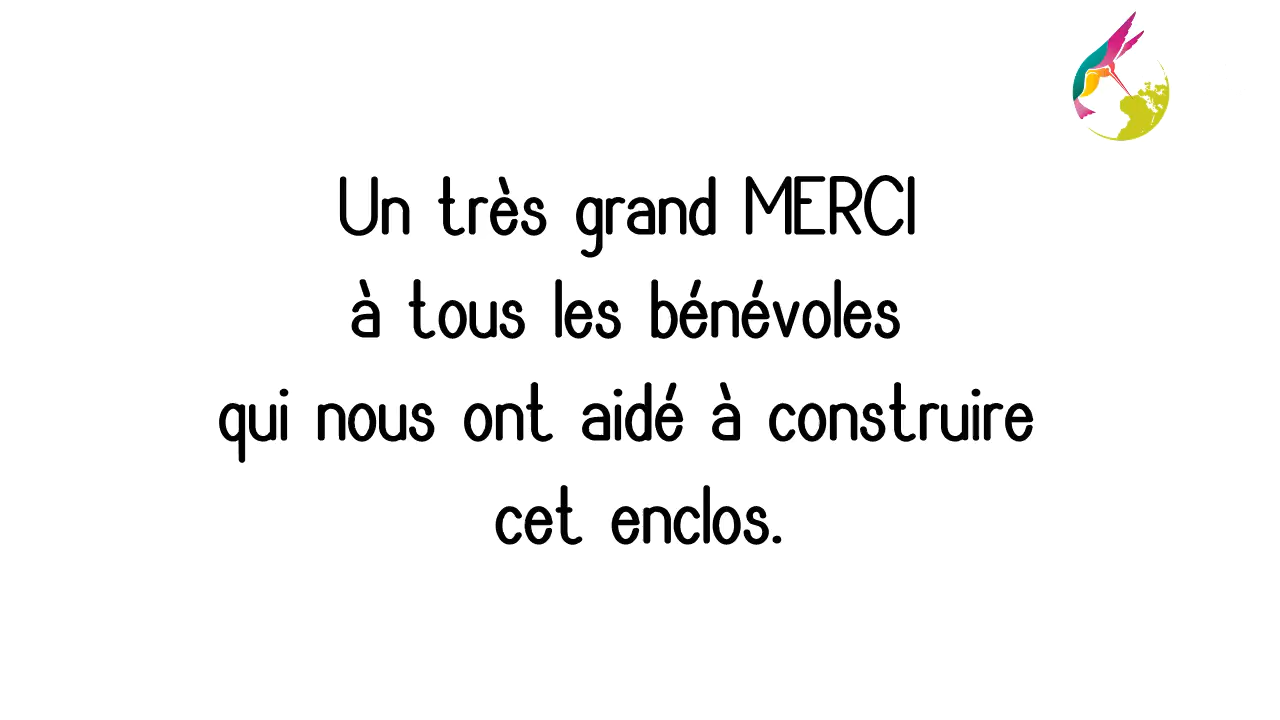 Un très grand MERCI
à tous les bénévoles
qui nous ont aidé à construire
cet enclos.